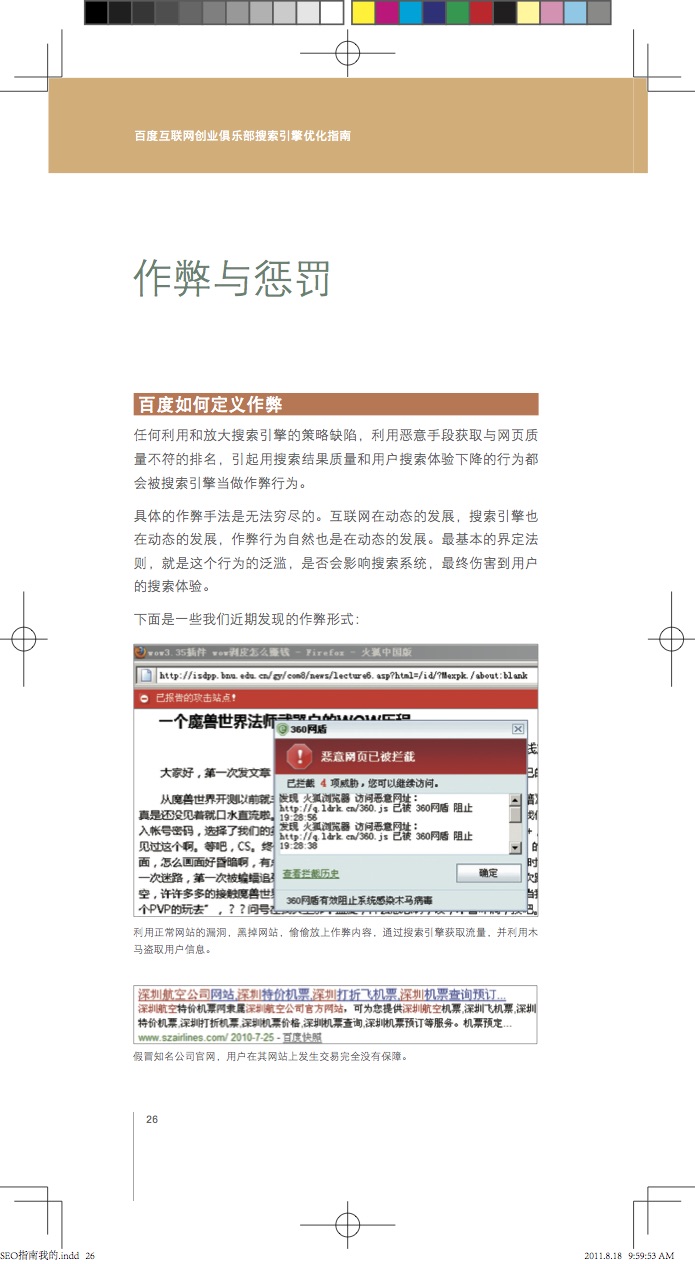 百度互联网创业俱乐部搜索引擎优化指南
作弊与惩罚
百度如何定义作弊
任何利用和放大搜索引擎的策略缺陷，利用恶意手段获取与网页质
量不符的排名，引起用搜索结果质量和用户搜索体验下降的行为都
会被搜索引擎当做作弊行为。
具体的作弊手法是无法穷尽的。互联网在动态的发展，搜索引擎也
在动态的发展，作弊行为自然也是在动态的发展。最基本的界定法
则，就是这个行为的泛滥，是否会影响搜索系统，最终伤害到用户
的搜索体验。
下面是一些我们近期发现的作弊形式：
wow3.35插件 wow剥皮怎么赚钱 - Firefox - 火狐中国版
http://isdpp.bnu.edu.cn/gy/com8/news/lecture6.asp?html=/id/?Mexpk./about:blank
已报告的攻击站点！
一个魔兽世界法师
360网盾
恶意网页已被拦截
大家好，第一次发文章
已拦截 4 项威胁，您可以继续访问。
发现 火狐浏览器 访问恶意网址：
http://q.ldrk.cn/360.js 已被 360网盾 阻止
19:28:56
发现 火狐浏览器 访问恶意网址：
http://q.ldrk.cn/360.js 已被 360网盾 阻止
19:28:38
从魔兽世界开测以前就
真是还没见着就口水直流啦
入帐号密码，选择了我们的
见过这个啊。等吧，CS。终
面，怎么画面好昏暗啊，有
一次迷路，第一次被蝙蝠追
空，许许多多的接触魔兽世
个PVP的玩去”，？？问号
查看拦截历史
确定
360网盾有效阻止系统感染木马病毒
利用正常网站的漏洞，黑掉网站，偷偷放上作弊内容，通过搜索引擎获取流量，并利用木
马盗取用户信息。
深圳航空公司网站,深圳特价机票,深圳打折飞机票,深圳机票查询预订...
深圳航空特价机票网隶属深圳航空公司官方网站，可为您提供深圳航空机票,深圳飞机票,深圳
特价机票,深圳打折机票,深圳机票价格,深圳机票查询,深圳机票预订等服务。机票预定...
www.szairlines.com/ 2010-7-25 - 百度快照
假冒知名公司官网，用户在其网站上发生交易完全没有保障。
26
SEO指南我的.indd 26
2011.8.18 9:59:53 AM